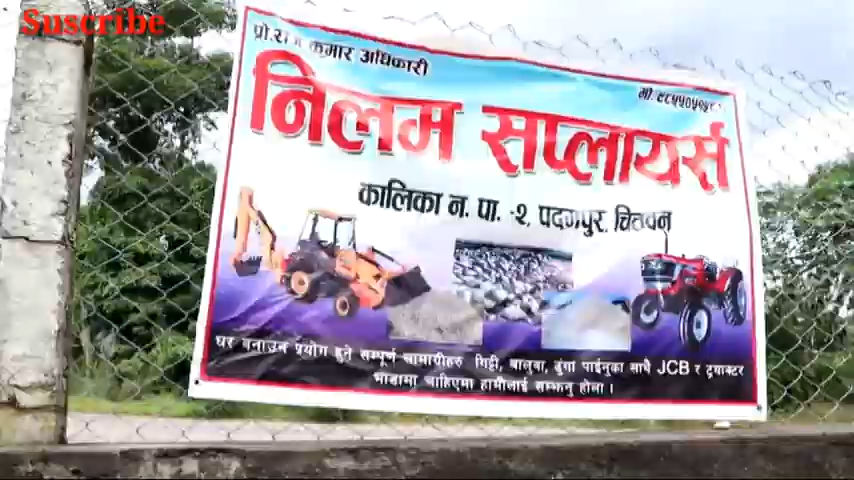 Suscribe
प्रो.राज कुमार अधिकारी
निलम सप्लायर्स
कालिका न. पा. -२, पदमपुर, चितवन
घर बनाउन प्रयोग हुने सम्पूर्ण सामाग्रीहरु गिट्टी, बालुवा, ढुंगा पाईनुका साथै JCB र ट्रयाक्टर
भाडामा चाहिएमा हामीलाई सम्झनु होला ।